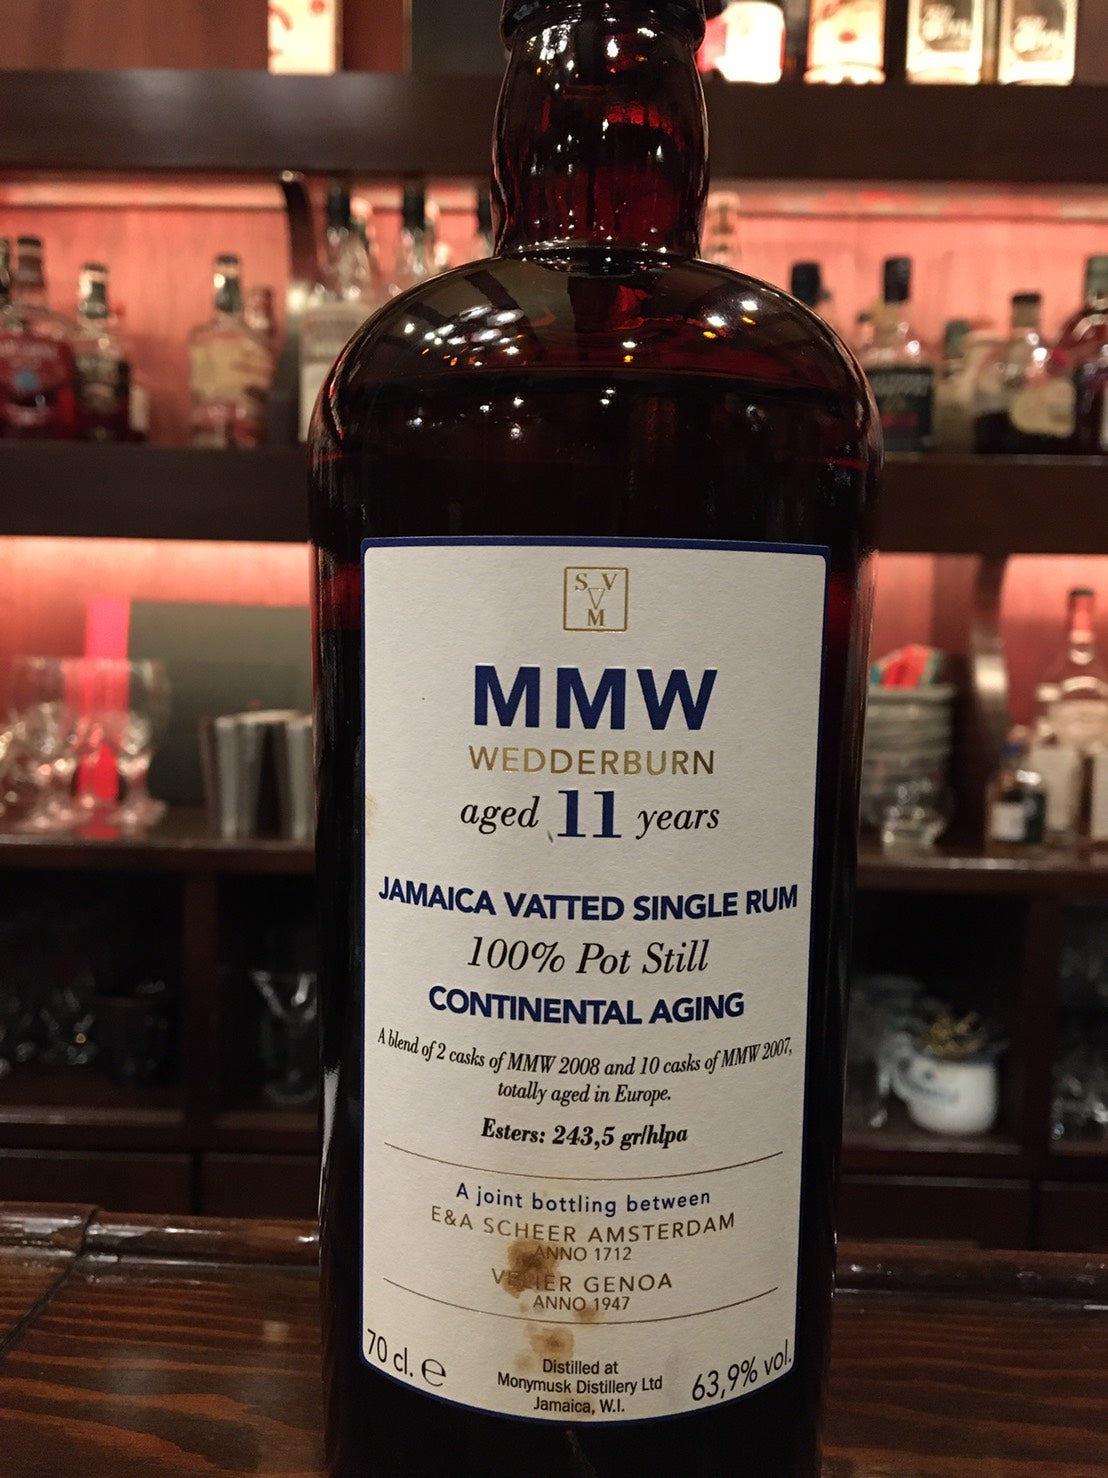 S V
M
MMW
WEDDERBURN
aged 11 years
JAMAICA VATTED SINGLE RUM
100% Pot Still
CONTINENTAL AGING
A blend of 2 casks of MMW 2008 and 10 casks of MMW 2007,
totally aged in Europe.
Esters: 243,5 gr/hlpa
A joint bottling between
E&A SCHEER AMSTERDAM
ANNO 1712
VELIER GENOA
ANNO 1947
70 cl. ℮
Distilled at
Monymusk Distillery Ltd
Jamaica, W.I.
63,9% vol.